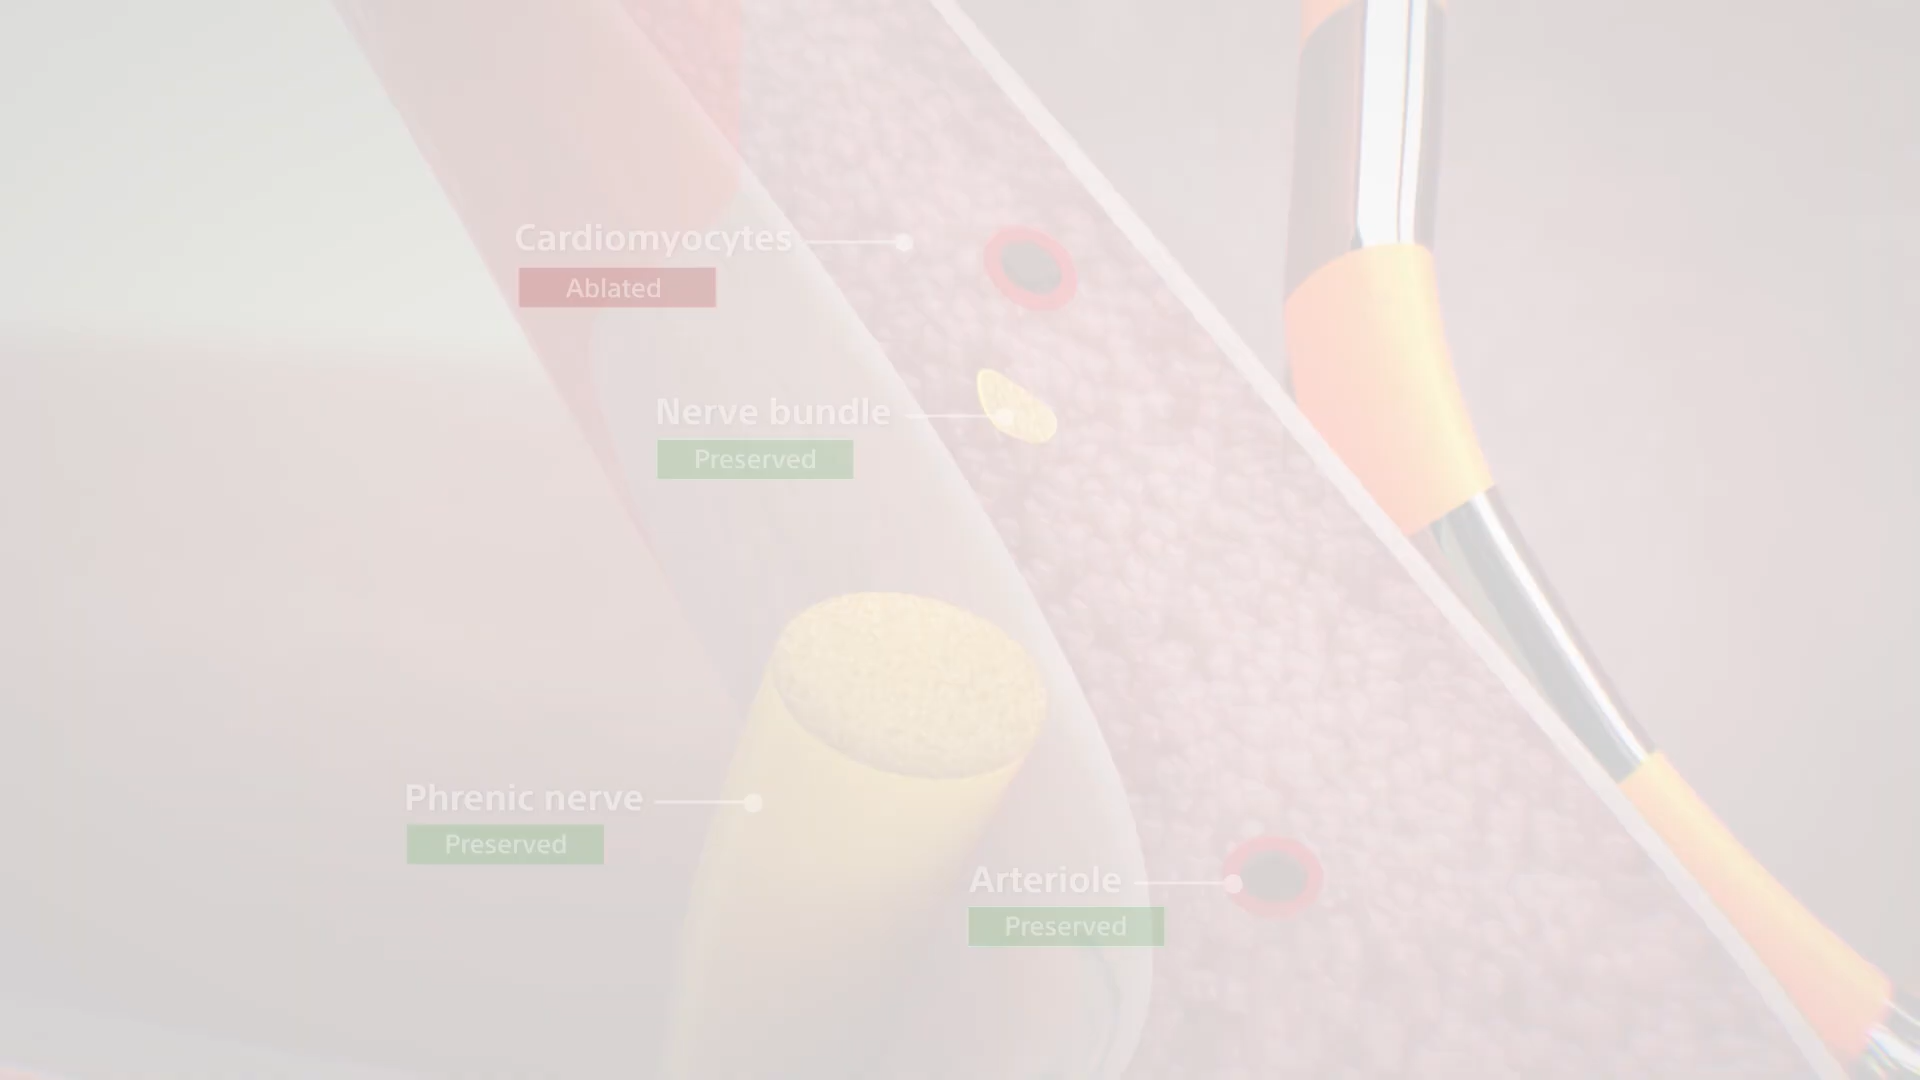 Cardiomyocytes
Ablated
Nerve bundle
Preserved
Phrenic nerve
Preserved
Arteriole
Preserved